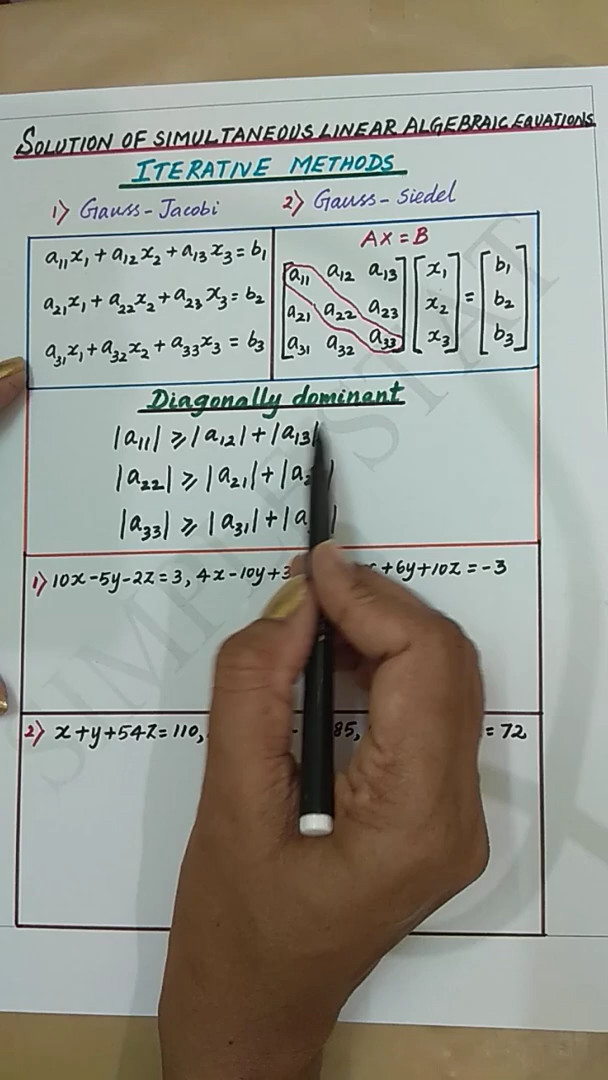 SOLUTION OF SIMULTANEOUS LINEAR ALGEBRAIC EQUATIONS
ITERATIVE METHODS
1) Gauss-Jacobi 2) Gauss-Siedel
a₁₁x₁ + a₁₂x₂ + a₁₃x₃ = b₁
a₂₁x₁ + a₂₂x₂ + a₂₃x₃ = b₂
a₃₁x₁ + a₃₂x₂ + a₃₃x₃ = b₃
AX = B
[a₁₁ a₁₂ a₁₃] [x₁] = [b₁]
[a₂₁ a₂₂ a₂₃] [x₂] = [b₂]
[a₃₁ a₃₂ a₃₃] [x₃] = [b₃]
Diagonally dominant
|a₁₁| ⩾ |a₁₂| + |a₁₃|
|a₂₂| ⩾ |a₂₁| + |a₂
|a₃₃| ⩾ |a₃₁| + |a
1) 10x - 5y - 2z = 3, 4x - 10y + 3 + 6y + 10z = -3
2) x + y + 54z = 110, 85, = 72
SIMPLE STAT